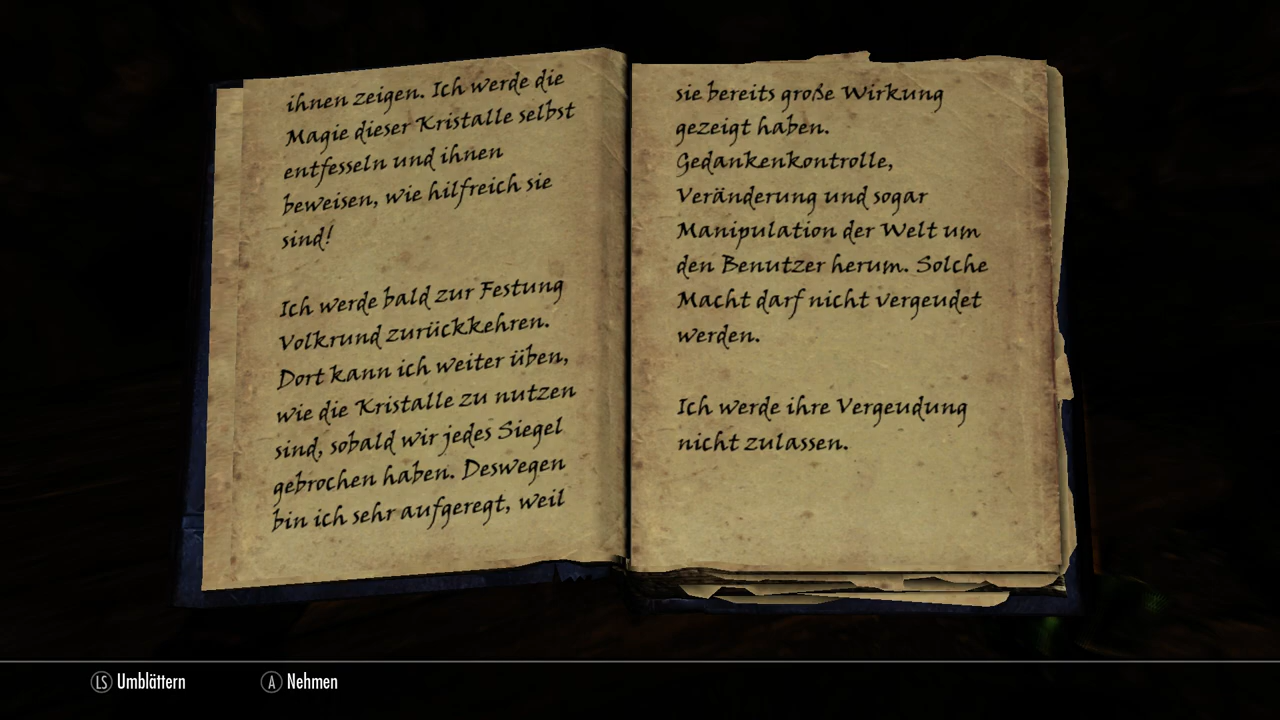 ihnen zeigen. Ich werde die
Magie dieser Kristalle selbst
entfesseln und ihnen
beweisen, wie hilfreich sie
sind!
Ich werde bald zur Festung
Volkrund zurückkehren.
Dort kann ich weiter üben,
wie die Kristalle zu nutzen
sind, sobald wir jedes Siegel
gebrochen haben. Deswegen
bin ich sehr aufgeregt, weil
sie bereits große Wirkung
gezeigt haben.
Gedankenkontrolle,
Veränderung und sogar
Manipulation der Welt um
den Benutzer herum. Solche
Macht darf nicht vergeudet
werden.
Ich werde ihre Vergeudung
nicht zulassen.
LS Umblättern
A Nehmen